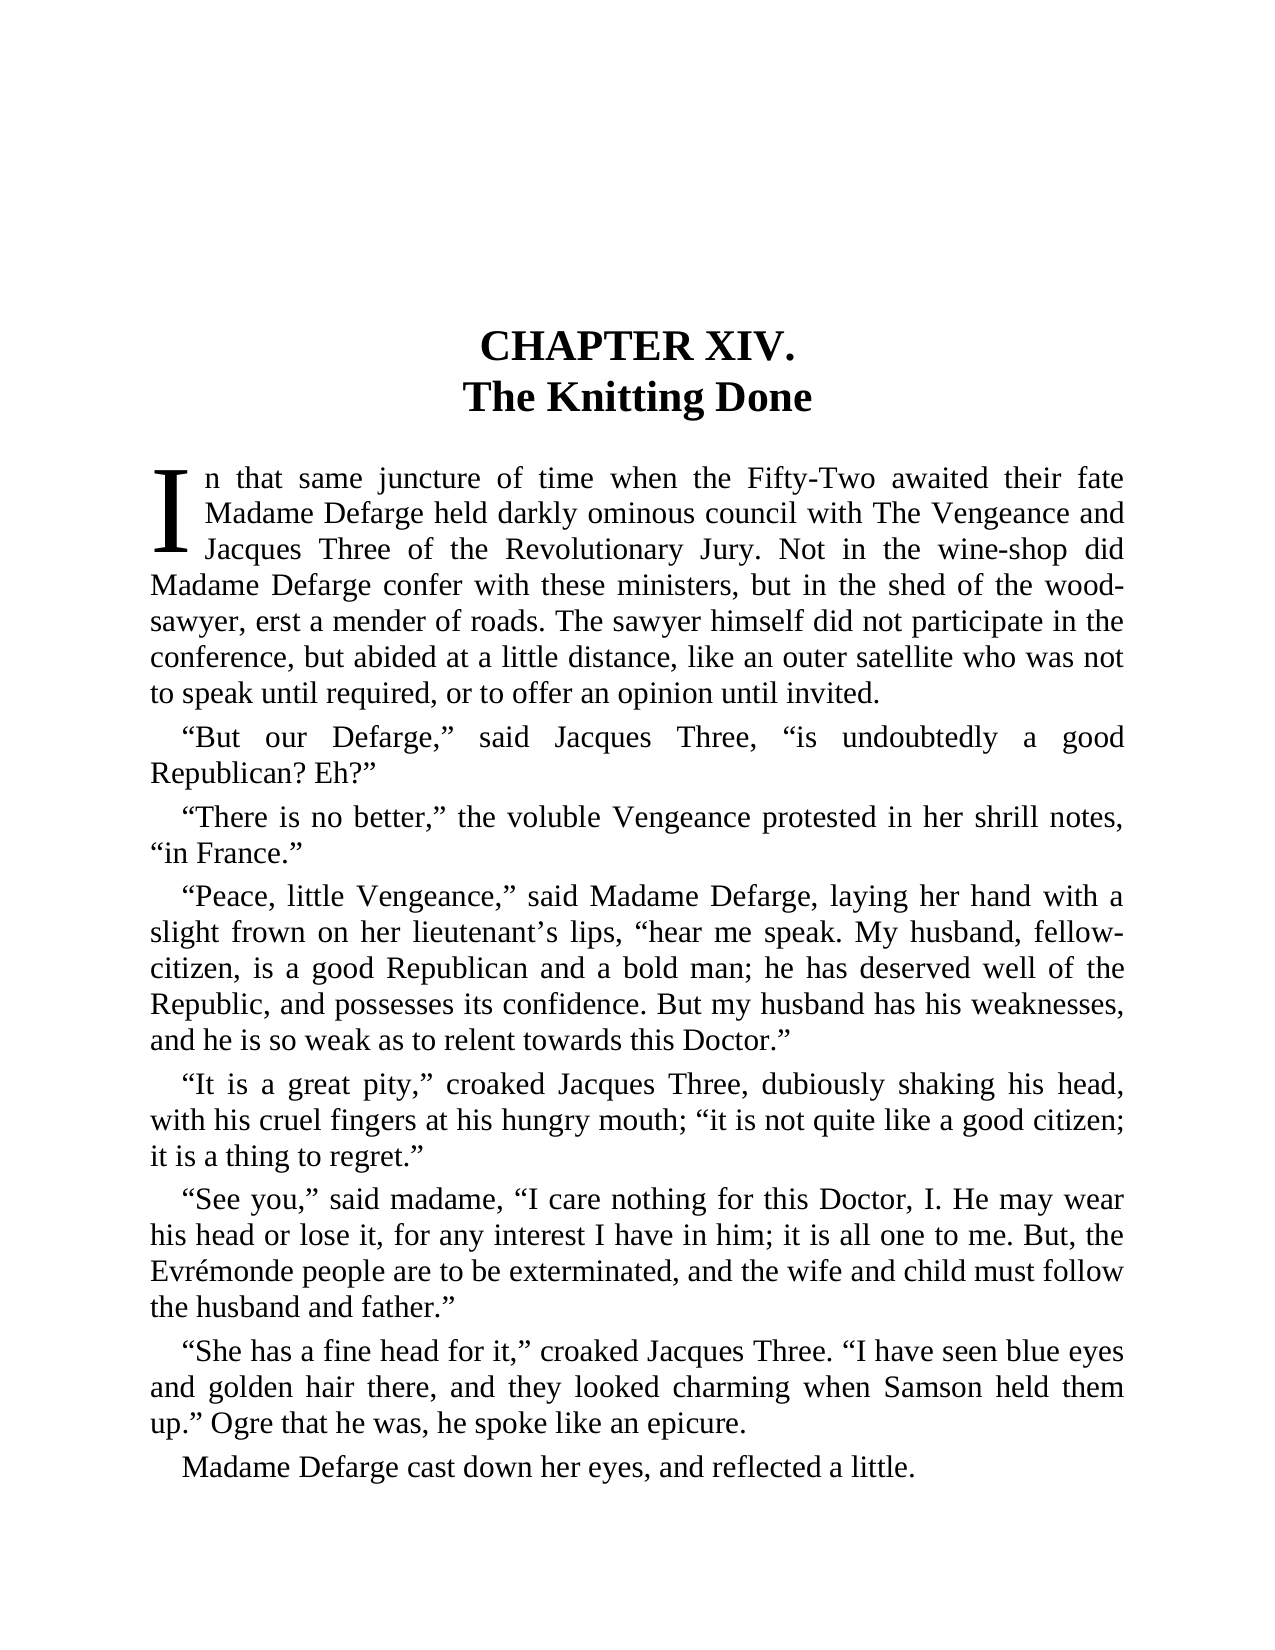 CHAPTER XIV.
The Knitting Done
In that same juncture of time when the Fifty-Two awaited their fate
Madame Defarge held darkly ominous council with The Vengeance and
Jacques Three of the Revolutionary Jury. Not in the wine-shop did
Madame Defarge confer with these ministers, but in the shed of the wood-
sawyer, erst a mender of roads. The sawyer himself did not participate in the
conference, but abided at a little distance, like an outer satellite who was not
to speak until required, or to offer an opinion until invited.
“But our Defarge,” said Jacques Three, “is undoubtedly a good
Republican? Eh?”
“There is no better,” the voluble Vengeance protested in her shrill notes,
“in France.”
“Peace, little Vengeance,” said Madame Defarge, laying her hand with a
slight frown on her lieutenant’s lips, “hear me speak. My husband, fellow-
citizen, is a good Republican and a bold man; he has deserved well of the
Republic, and possesses its confidence. But my husband has his weaknesses,
and he is so weak as to relent towards this Doctor.”
“It is a great pity,” croaked Jacques Three, dubiously shaking his head,
with his cruel fingers at his hungry mouth; “it is not quite like a good citizen;
it is a thing to regret.”
“See you,” said madame, “I care nothing for this Doctor, I. He may wear
his head or lose it, for any interest I have in him; it is all one to me. But, the
Evrémonde people are to be exterminated, and the wife and child must follow
the husband and father.”
“She has a fine head for it,” croaked Jacques Three. “I have seen blue eyes
and golden hair there, and they looked charming when Samson held them
up.” Ogre that he was, he spoke like an epicure.
Madame Defarge cast down her eyes, and reflected a little.